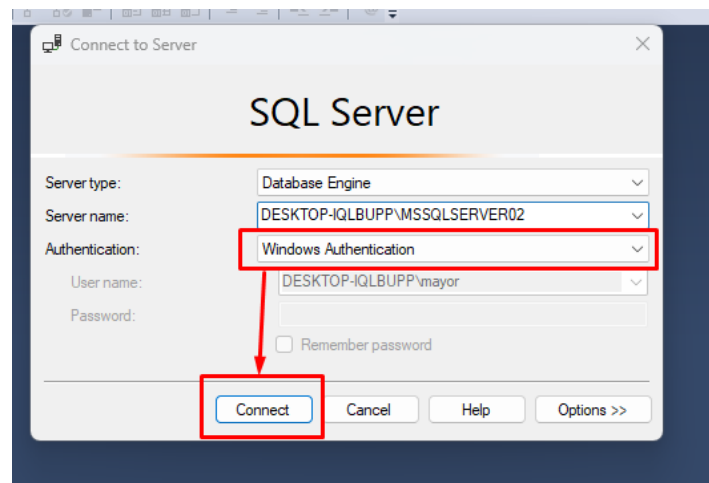 Connect to Server
SQL Server
Server type: Database Engine
Server name: DESKTOP-IQLBUPP\MSSQLSERVER02
Authentication: Windows Authentication
User name: DESKTOP-IQLBUPP\mayor
Password:
Remember password
Connect Cancel Help Options >>